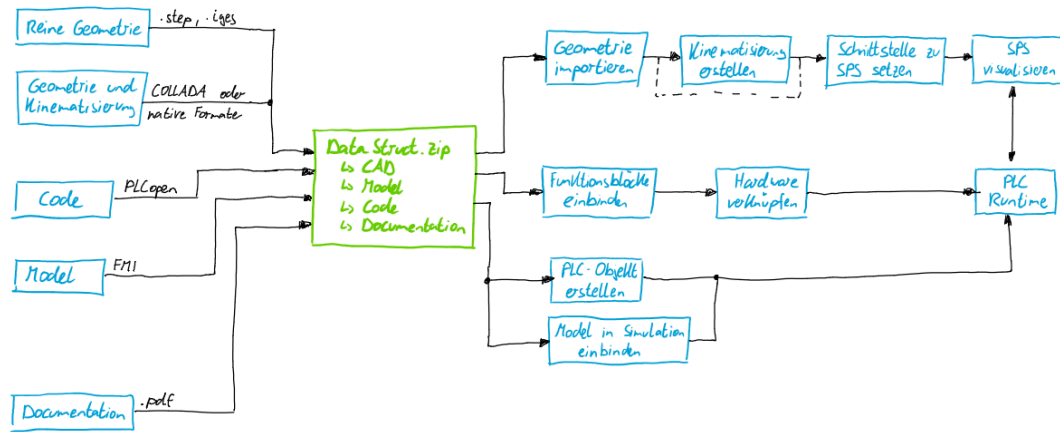 Reine Geometrie
.step, .iges
Geometrie und
Kinematisierung
COLLADA oder
native Formate
Code
PLCopen
Model
FMI
Documentation
.pdf
Data Struct.zip
↳ CAD
↳ Model
↳ Code
↳ Documentation
Geometrie
importieren
Kinematisierung
erstellen
Schnittstelle zu
SPS setzen
SPS
visualisieren
Funktionsblöcke
einbinden
Hardware
verknüpfen
PLC
Runtime
PLC-Objekt
erstellen
Model in Simulation
einbinden